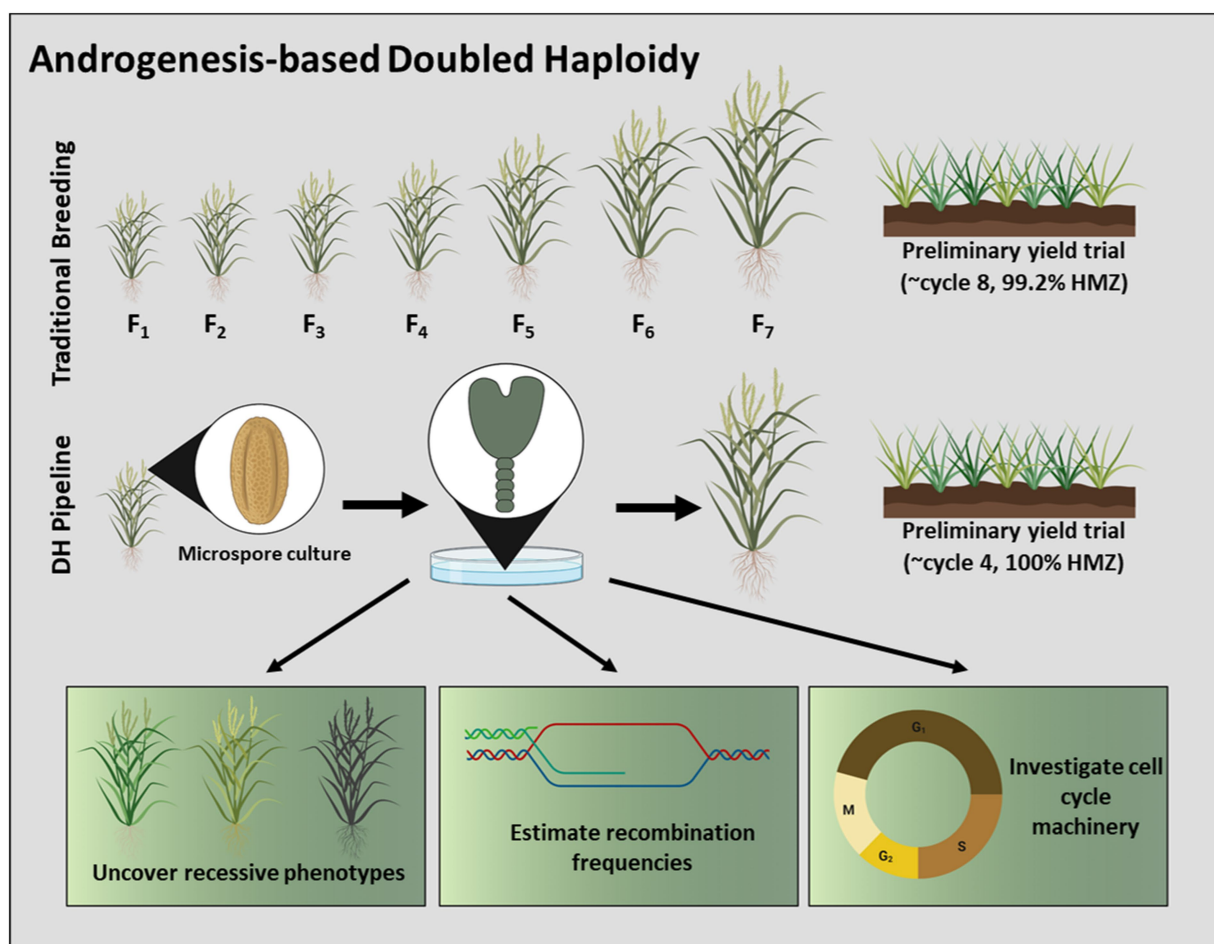 Androgenesis-based Doubled Haploidy
Traditional Breeding
F₁ F₂ F₃ F₄ F₅ F₆ F₇
Preliminary yield trial
(~cycle 8, 99.2% HMZ)
DH Pipeline
Microspore culture
Preliminary yield trial
(~cycle 4, 100% HMZ)
Uncover recessive phenotypes
Estimate recombination
frequencies
G₁
M
G₂
S
Investigate cell
cycle
machinery